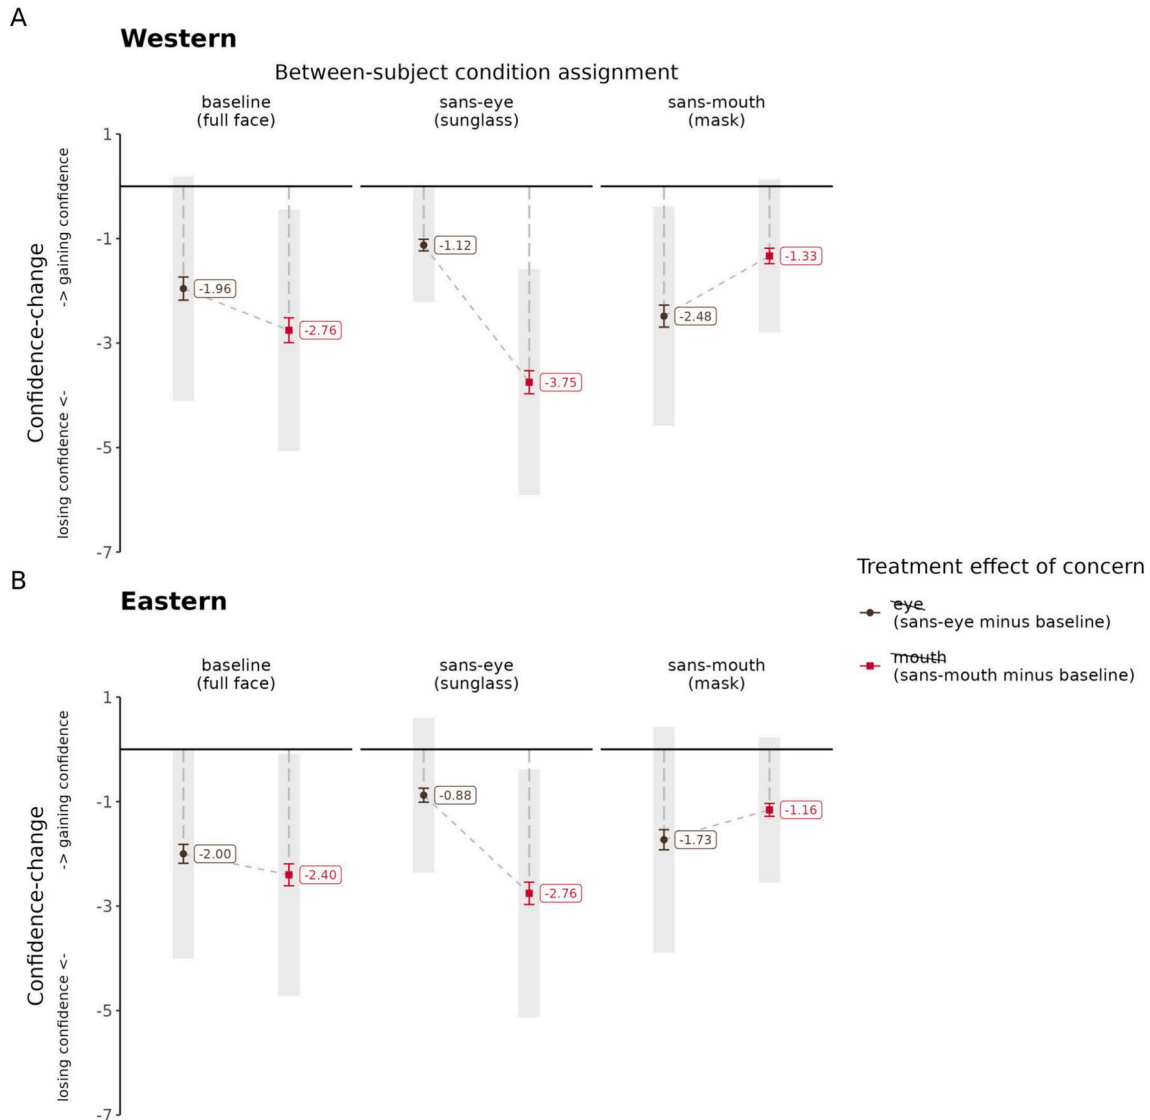 A
Western
Between-subject condition assignment
baseline
(full face)
sans-eye
(sunglass)
sans-mouth
(mask)
Confidence-change
losing confidence <-
-> gaining confidence
1
-1
-3
-5
-7
-1.96
-2.76
-1.12
-3.75
-2.48
-1.33
B
Eastern
baseline
(full face)
sans-eye
(sunglass)
sans-mouth
(mask)
Confidence-change
losing confidence <-
-> gaining confidence
1
-1
-3
-5
-7
-2.00
-2.40
-0.88
-2.76
-1.73
-1.16
Treatment effect of concern
eye
(sans-eye minus baseline)
mouth
(sans-mouth minus baseline)